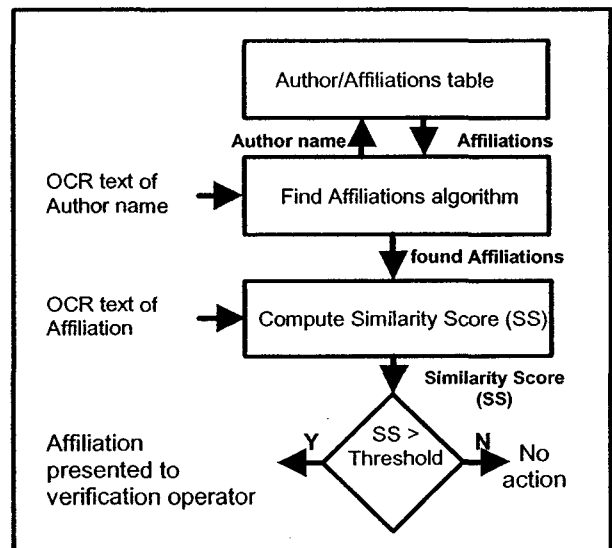 Author/Affiliations table
Author name
Affiliations
OCR text of
Author name
Find Affiliations algorithm
found Affiliations
OCR text of
Affiliation
Compute Similarity Score (SS)
Similarity Score
(SS)
Y
SS >
Threshold
N
Affiliation
presented to
verification operator
No
action